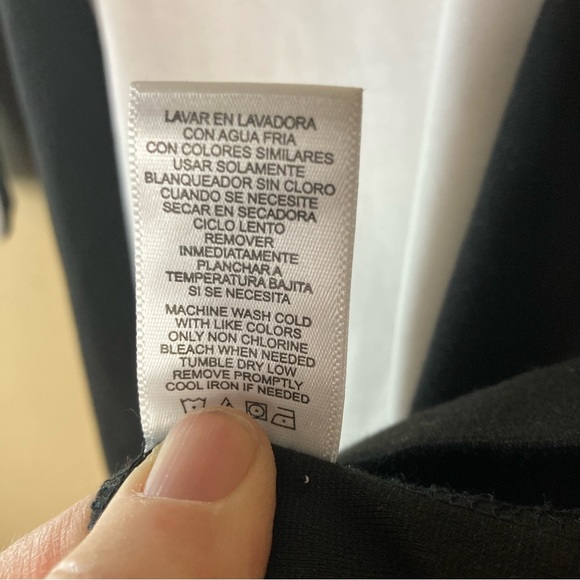 LAVAR EN LAVADORA
CON AGUA FRIA
CON COLORES SIMILARES
USAR SOLAMENTE
BLANQUEADOR SIN CLORO
CUANDO SE NECESITE
SECAR EN SECADORA
CICLO LENTO
REMOVER
INMEDIATAMENTE
PLANCHAR A
TEMPERATURA BAJITA
SI SE NECESITA
MACHINE WASH COLD
WITH LIKE COLORS
ONLY NON CHLORINE
BLEACH WHEN NEEDED
TUMBLE DRY LOW
REMOVE PROMPTLY
COOL IRON IF NEEDED